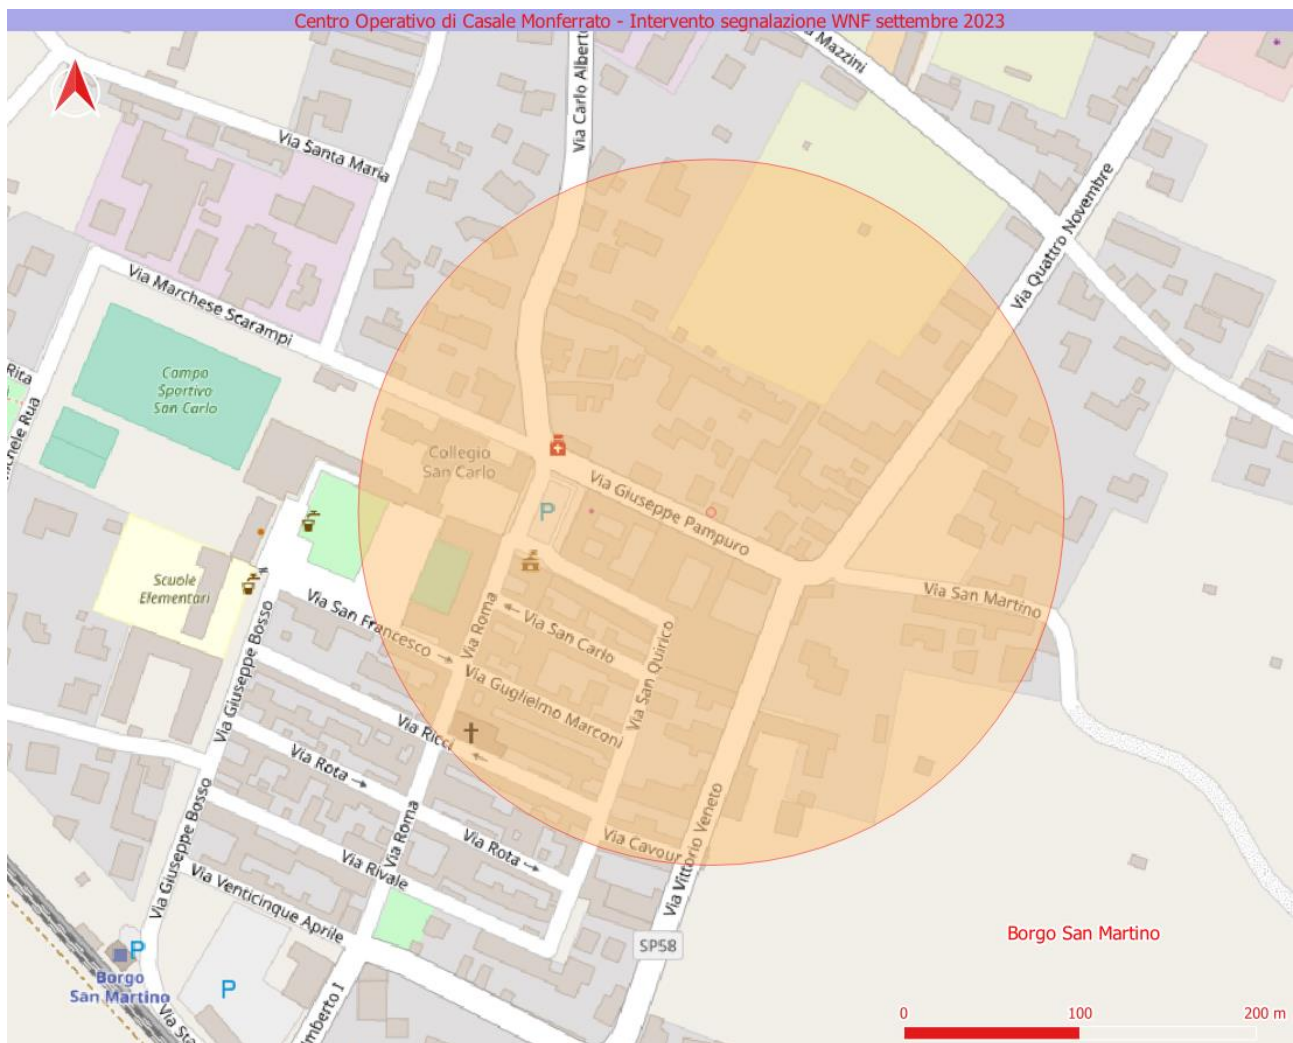 Centro Operativo di Casale Monferrato - Intervento segnalazione WNF settembre 2023
Mazzini
Via Carlo Alberto
Via Santa Maria
Via Quattro Novembre
Via Marchese Scarampi
Rita
Campo
Sportivo
San Carlo
Collegio
San Carlo
Via Giuseppe Pampuro
P
Scuole
Elementari
Via San Martino
Via San Francesco
Via Roma
Via San Carlo
Via San Quirico
Via Giuseppe Bosso
Via Guglielmo Marconi
Via Ricci
Via Rota
Via Giuseppe Bosso
Via Roma
Via Rota
Via Cavour
Via Vittorio Veneto
Via Rivale
Via Venticinque Aprile
SP58
Borgo San Martino
P
Borgo
San Martino
P
Via Sta
mberto I
0 100 200 m